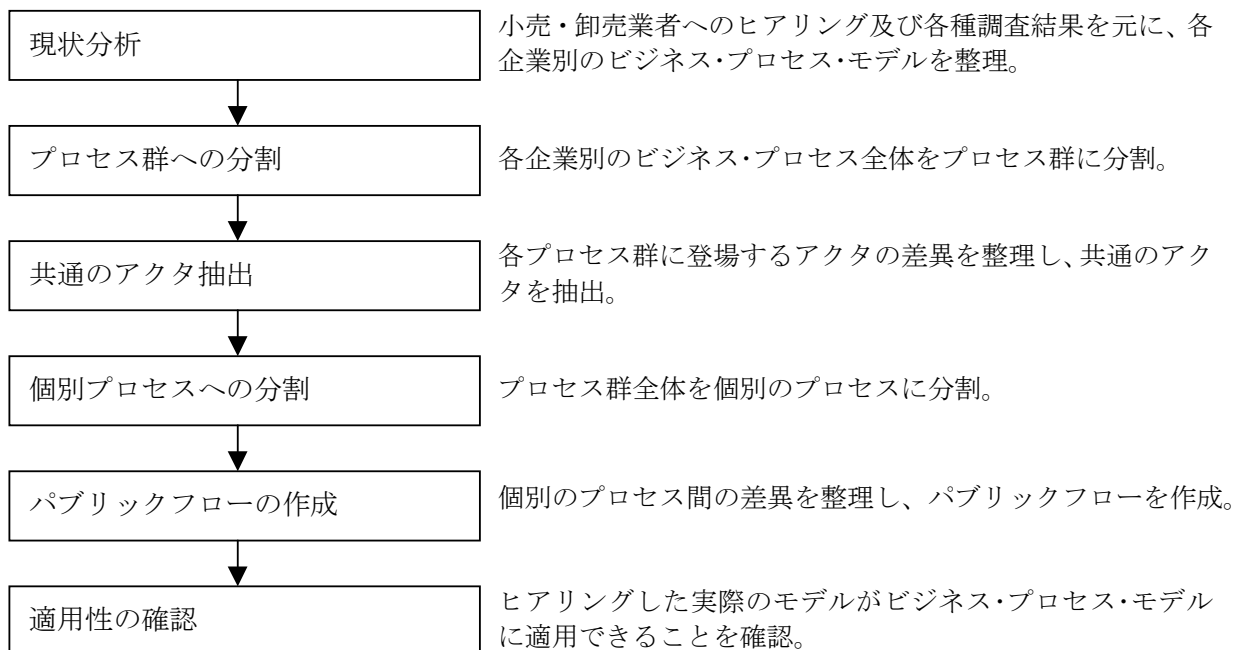 現状分析
小売・卸売業者へのヒアリング及び各種調査結果を元に、各
企業別のビジネス・プロセス・モデルを整理。
プロセス群への分割
各企業別のビジネス・プロセス全体をプロセス群に分割。
共通のアクタ抽出
各プロセス群に登場するアクタの差異を整理し、共通のアク
タを抽出。
個別プロセスへの分割
プロセス群全体を個別のプロセスに分割。
パブリックフローの作成
個別のプロセス間の差異を整理し、パブリックフローを作成。
適用性の確認
ヒアリングした実際のモデルがビジネス・プロセス・モデル
に適用できることを確認。